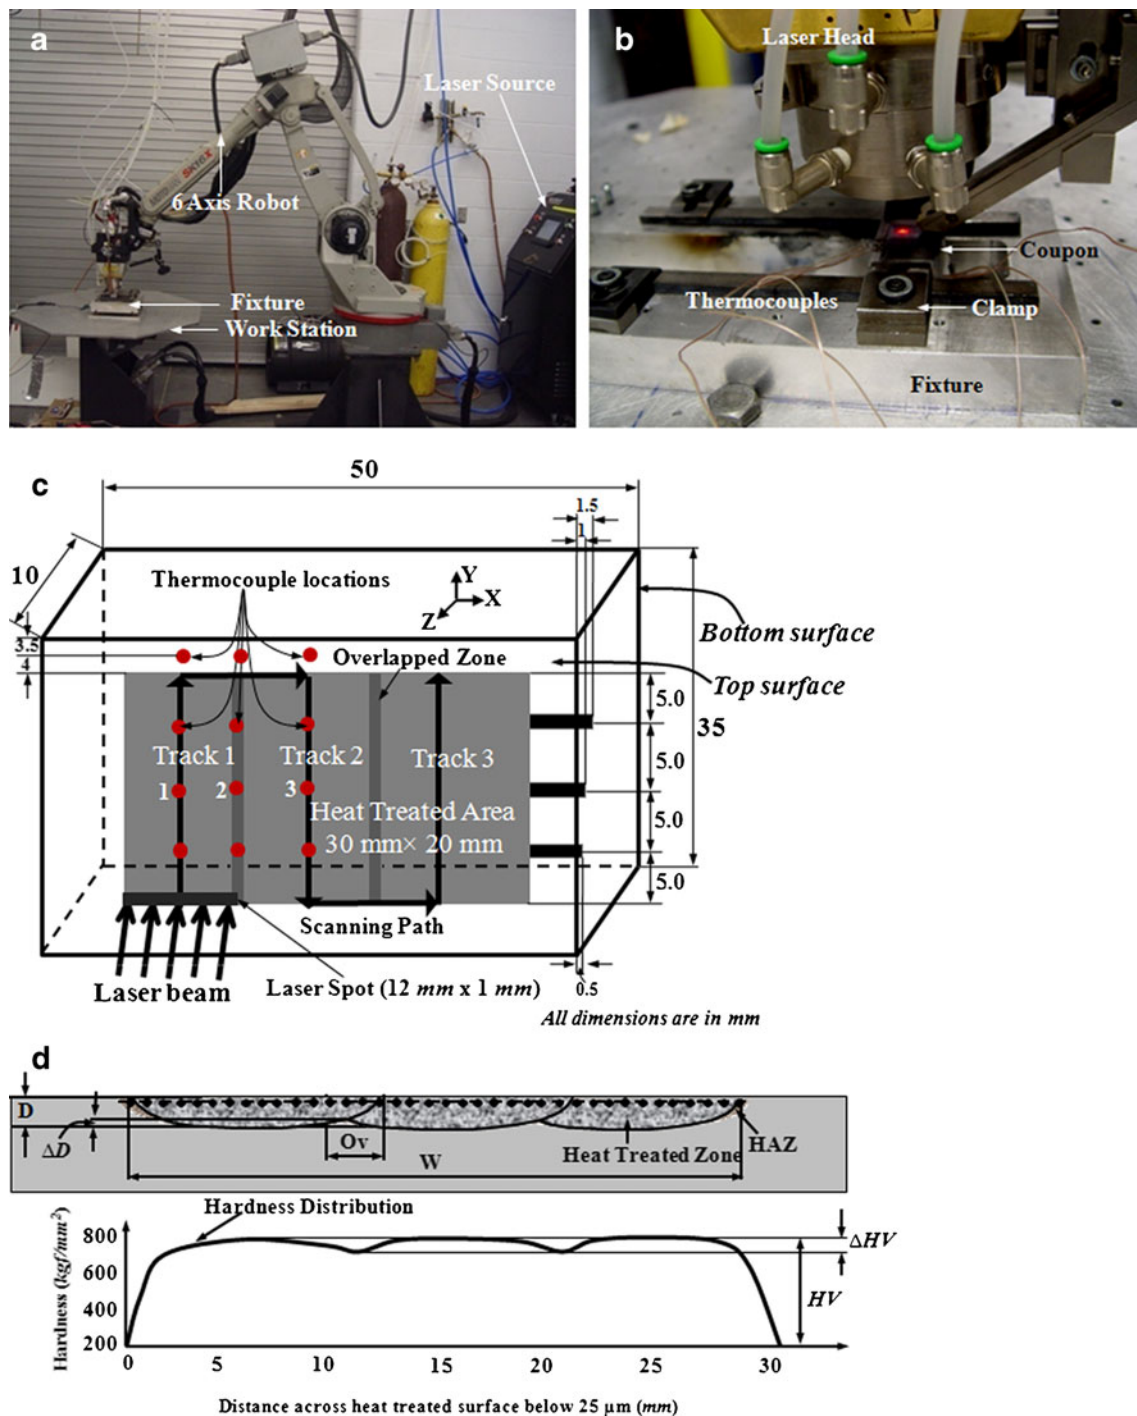 a
Laser Source
6 Axis Robot
Fixture
Work Station
b
Laser Head
Coupon
Thermocouples
Clamp
Fixture
c
50
1.5
1
10
Thermocouple locations
Y
X
Z
Bottom surface
3.5
4
Overlapped Zone
Top surface
5.0
35
Track 1
Track 2
Track 3
5.0
1
2
3
Heat Treated Area
30 mm× 20 mm
5.0
5.0
Scanning Path
Laser beam
Laser Spot (12 mm x 1 mm)
0.5
All dimensions are in mm
d
D
ΔD
Ov
W
Heat Treated Zone
HAZ
Hardness Distribution
Hardness (kgf/mm²)
800
600
400
200
ΔHV
HV
0 5 10 15 20 25 30
Distance across heat treated surface below 25 µm (mm)